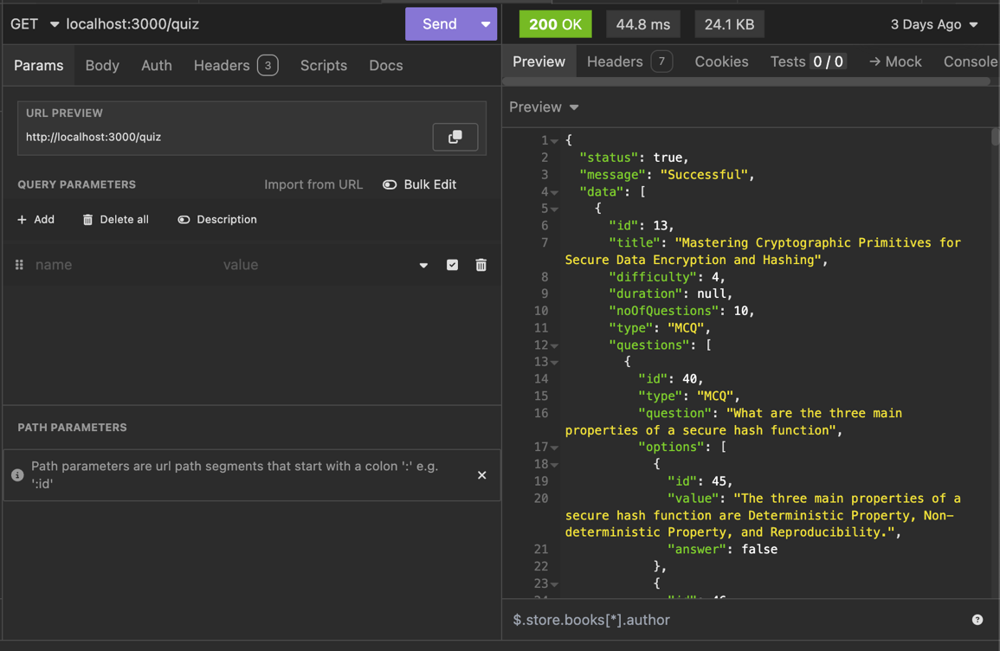 GET localhost:3000/quiz Send
200 OK 44.8 ms 24.1 KB 3 Days Ago
Params Body Auth Headers 3 Scripts Docs
Preview Headers 7 Cookies Tests 0 / 0 → Mock Console
URL PREVIEW
http://localhost:3000/quiz
QUERY PARAMETERS Import from URL Bulk Edit
+ Add Delete all Description
name value
PATH PARAMETERS
Path parameters are url path segments that start with a colon ':' e.g.
':id'
Preview
1 {
2 "status": true,
3 "message": "Successful",
4 "data": [
5 {
6 "id": 13,
7 "title": "Mastering Cryptographic Primitives for
Secure Data Encryption and Hashing",
8 "difficulty": 4,
9 "duration": null,
10 "noOfQuestions": 10,
11 "type": "MCQ",
12 "questions": [
13 {
14 "id": 40,
15 "type": "MCQ",
16 "question": "What are the three main
properties of a secure hash function",
17 "options": [
18 {
19 "id": 45,
20 "value": "The three main properties of a
secure hash function are Deterministic Property, Non-
deterministic Property, and Reproducibility.",
21 "answer": false
22 },
23 {
24 "id": 46
$.store.books[*].author